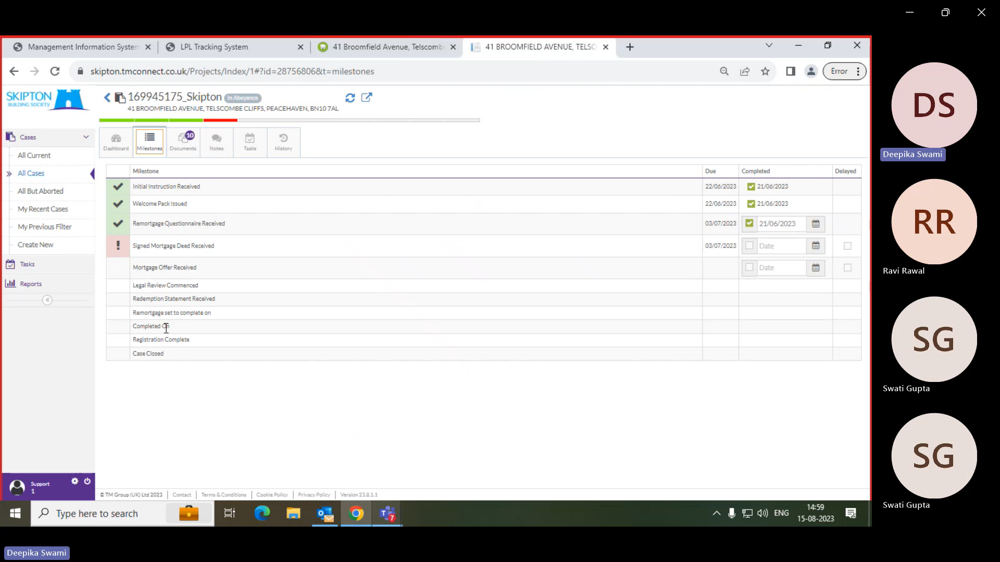 Management Information System
LPL Tracking System
41 Broomfield Avenue, Telscomb
41 BROOMFIELD AVENUE, TELSC
skipton.tmconnect.co.uk/Projects/Index/1#?id=28756806&t=milestones
Error
SKIPTON
BUILDING SOCIETY
169945175_Skipton In Abeyance
41 BROOMFIELD AVENUE, TELSCOMBE CLIFFS, PEACEHAVEN, BN10 7AL
Cases
All Current
All Cases
All But Aborted
My Recent Cases
My Previous Filter
Create New
Tasks
Reports
Support
1
Dashboard
Milestones
10
Documents
Notes
Tasks
History
Milestone Due Completed Delayed
Initial Instruction Received 22/06/2023 21/06/2023
Welcome Pack Issued 22/06/2023 21/06/2023
Remortgage Questionnaire Received 03/07/2023 21/06/2023
! Signed Mortgage Deed Received 03/07/2023 Date
Mortgage Offer Received Date
Legal Review Commenced
Redemption Statement Received
Remortgage set to complete on
Completed On
Registration Complete
Case Closed
© TM Group (UK) Ltd 2023 Contact Terms & Conditions Cookie Policy Privacy Policy Version 23.8.1.1
Type here to search
7
ENG
14:59
15-08-2023
DS
Deepika Swami
RR
Ravi Rawal
SG
Swati Gupta
SG
Swati Gupta
Deepika Swami